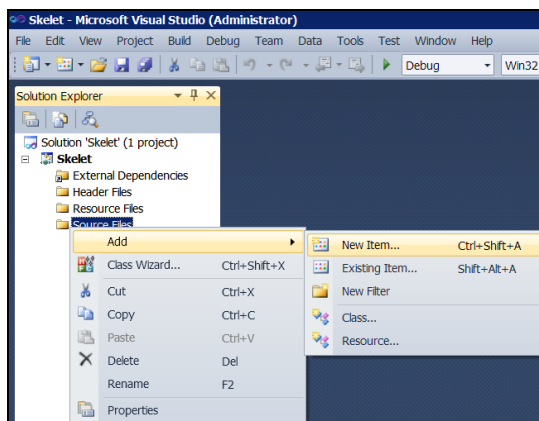 Skelet - Microsoft Visual Studio (Administrator)
File Edit View Project Build Debug Team Data Tools Test Window Help
Debug Win32
Solution Explorer
Solution 'Skelet' (1 project)
Skelet
External Dependencies
Header Files
Resource Files
Source Files
Add
Class Wizard... Ctrl+Shift+X
Cut Ctrl+X
Copy Ctrl+C
Paste Ctrl+V
Delete Del
Rename F2
Properties
New Item... Ctrl+Shift+A
Existing Item... Shift+Alt+A
New Filter
Class...
Resource...